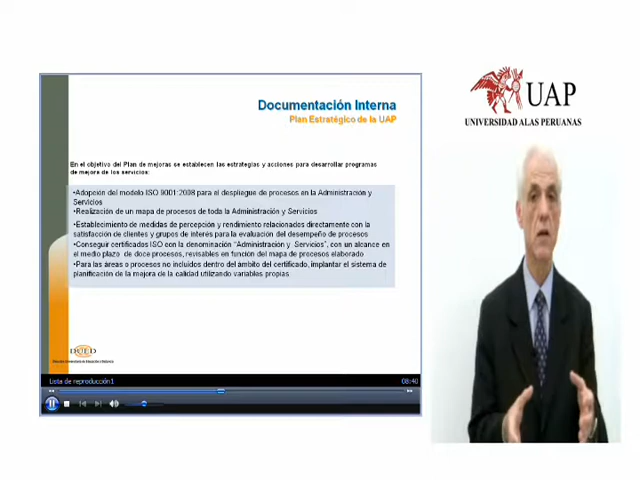 Documentación Interna
Plan Estratégico de la UAP
En el objetivo del Plan de mejoras se establecen las estrategias y acciones para desarrollar programas
de mejora de los servicios:
•Adopción del modelo ISO 9001:2008 para el despliegue de procesos en la Administración y
Servicios
•Realización de un mapa de procesos de toda la Administración y Servicios
•Establecimiento de medidas de percepción y rendimiento relacionados directamente con la
satisfacción de clientes y grupos de interés para la evaluación del desempeño de procesos
•Conseguir certificados ISO con la denominación "Administración y Servicios", con un alcance en
el medio plazo de doce procesos, revisables en función del mapa de procesos elaborado
•Para las áreas o procesos no incluidos dentro del ámbito del certificado, implantar el sistema de
planificación de la mejora de la calidad utilizando variables propias
DUED
Lista de reproducción1
08:40
UAP
UNIVERSIDAD ALAS PERUANAS